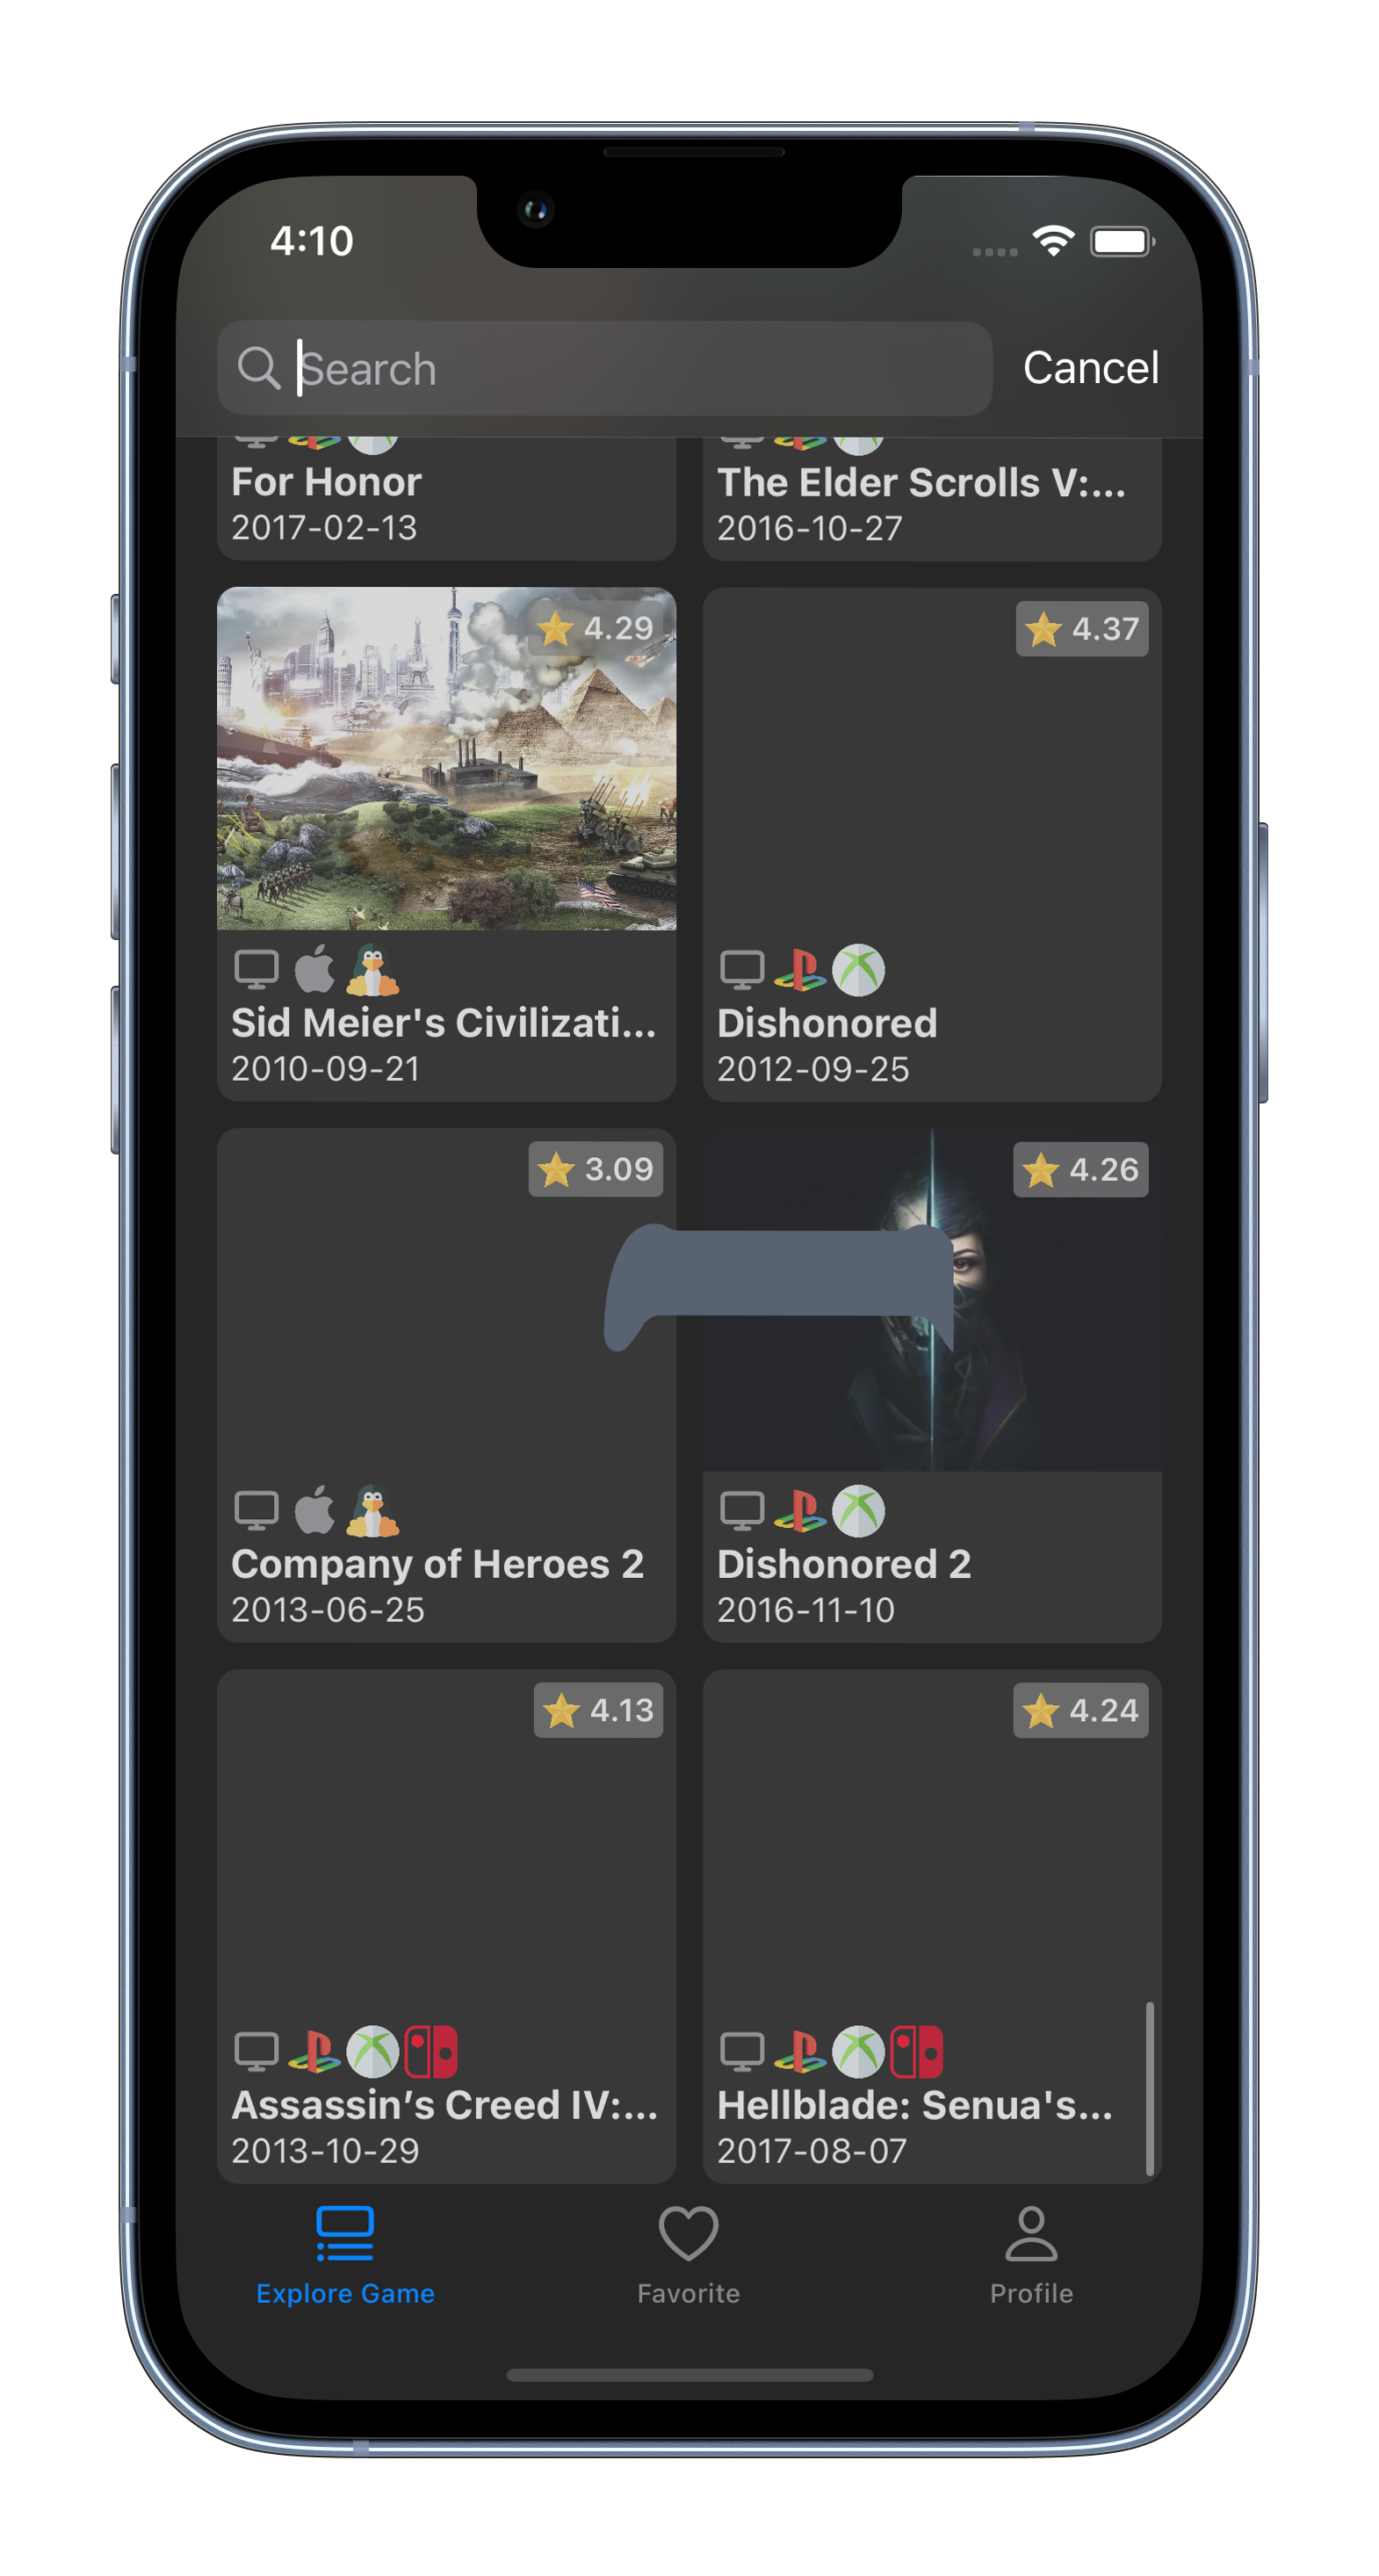 4:10
Search
Cancel
For Honor
2017-02-13
The Elder Scrolls V:...
2016-10-27
4.29
Sid Meier's Civilizati...
2010-09-21
4.37
Dishonored
2012-09-25
3.09
Company of Heroes 2
2013-06-25
4.26
Dishonored 2
2016-11-10
4.13
Assassin’s Creed IV:...
2013-10-29
4.24
Hellblade: Senua's...
2017-08-07
Explore Game
Favorite
Profile